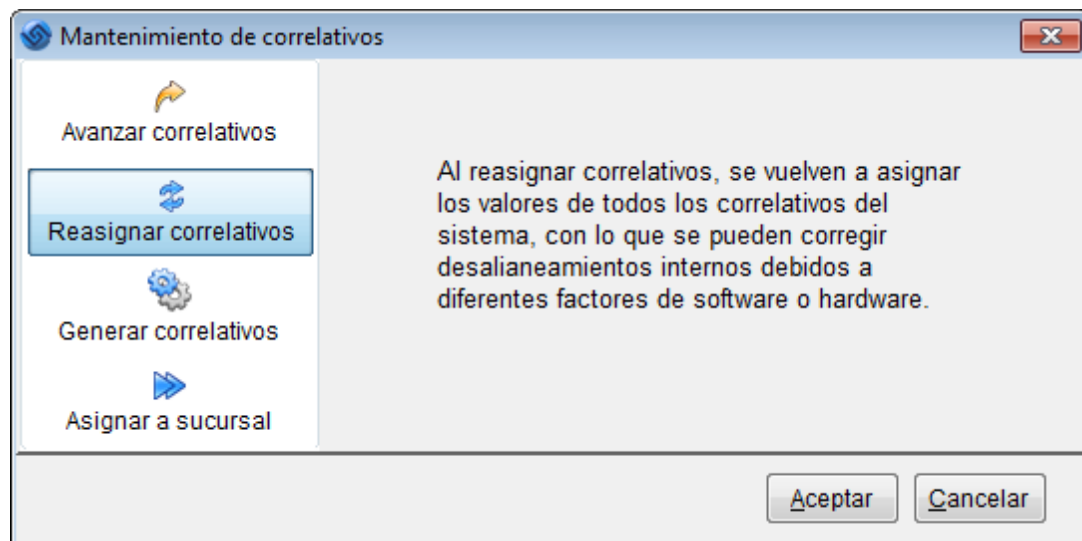 Mantenimiento de correlativos
Avanzar correlativos
Reasignar correlativos
Generar correlativos
Asignar a sucursal
Al reasignar correlativos, se vuelven a asignar
los valores de todos los correlativos del
sistema, con lo que se pueden corregir
desalianeamientos internos debidos a
diferentes factores de software o hardware.
Aceptar
Cancelar